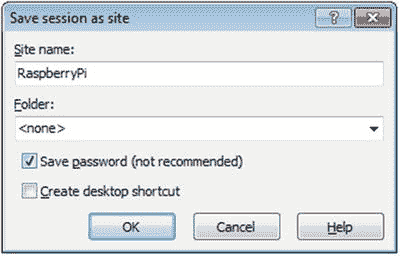 Save session as site
Site name:
RaspberryPi
Folder:
<none>
Save password (not recommended)
Create desktop shortcut
OK Cancel Help